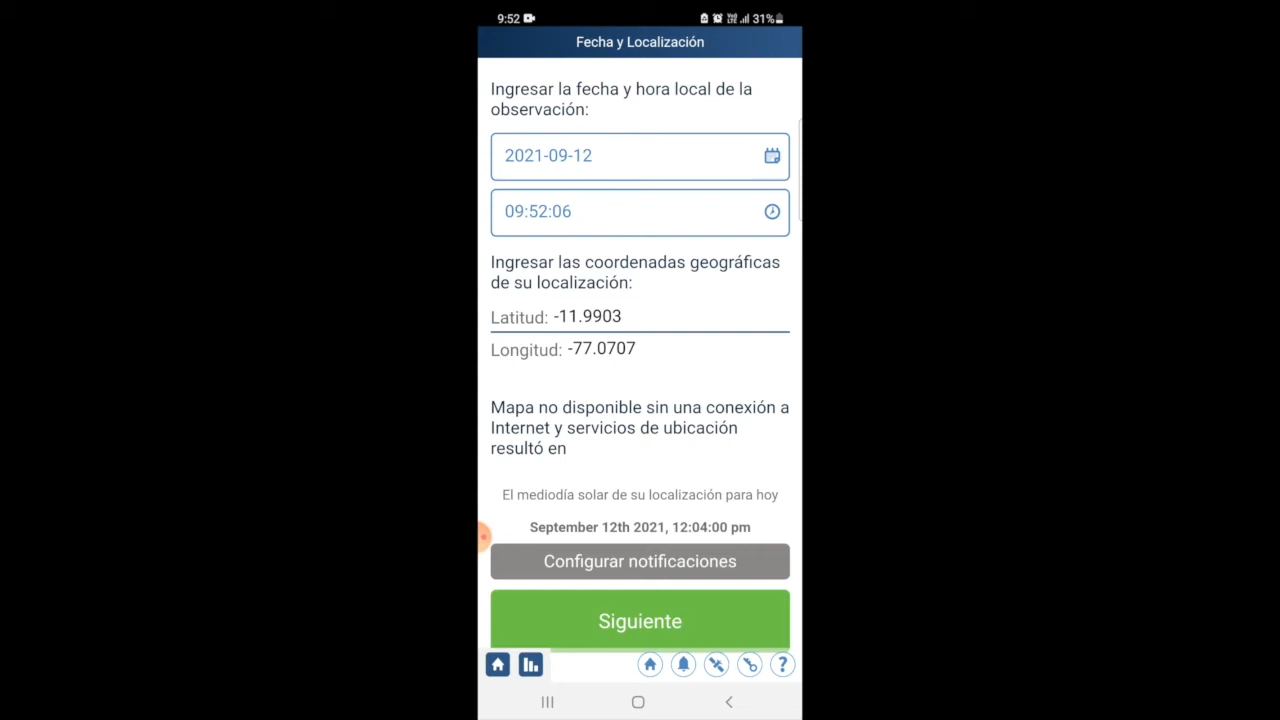 9:52
31%
Fecha y Localización
Ingresar la fecha y hora local de la
observación:
2021-09-12
09:52:06
Ingresar las coordenadas geográficas
de su localización:
Latitud: -11.9903
Longitud: -77.0707
Mapa no disponible sin una conexión a
Internet y servicios de ubicación
resultó en
El mediodía solar de su localización para hoy
September 12th 2021, 12:04:00 pm
Configurar notificaciones
Siguiente
?